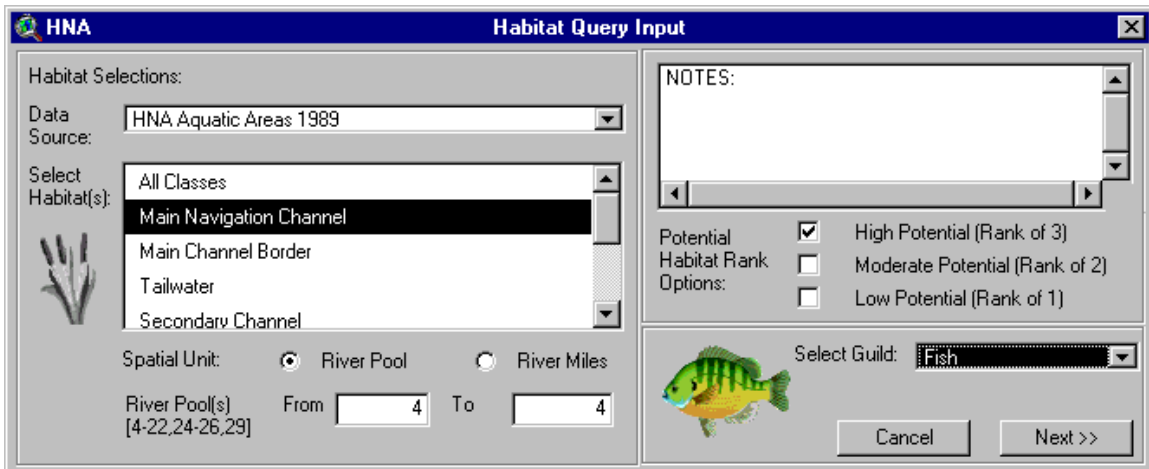 HNA Habitat Query Input
Habitat Selections:
Data
Source:
HNA Aquatic Areas 1989
Select
Habitat(s):
All Classes
Main Navigation Channel
Main Channel Border
Tailwater
Secondary Channel
Spatial Unit:
River Pool
River Miles
River Pool(s)
[4-22,24-26,29]
From 4 To 4
NOTES:
Potential
Habitat Rank
Options:
High Potential (Rank of 3)
Moderate Potential (Rank of 2)
Low Potential (Rank of 1)
Select Guild: Fish
Cancel
Next >>